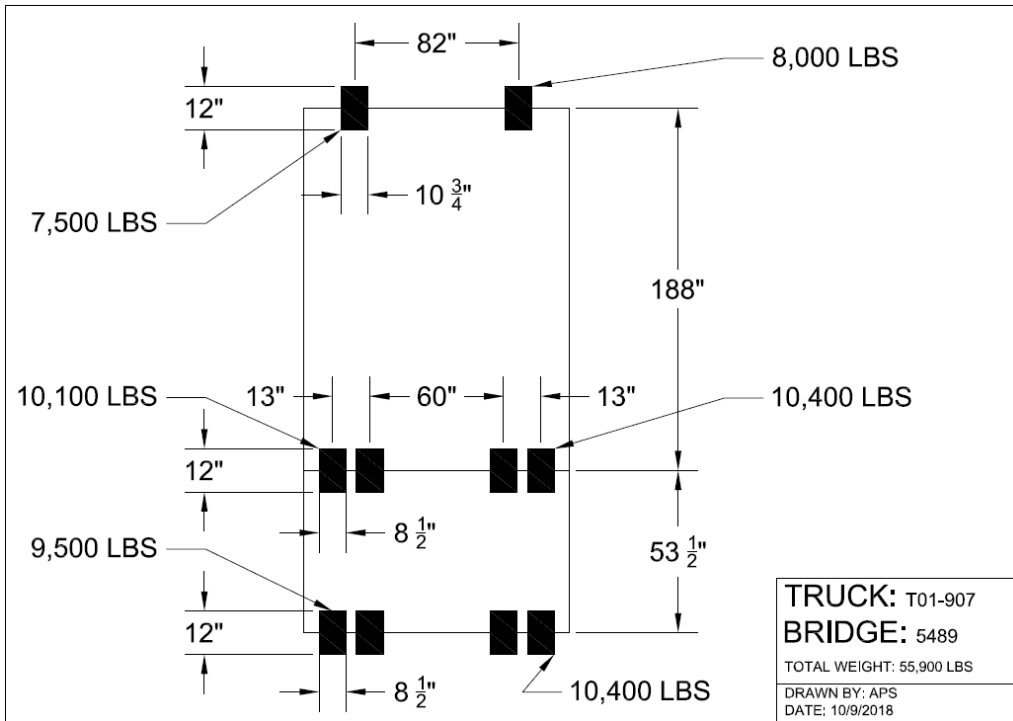 82"
8,000 LBS
12"
10 3/4"
7,500 LBS
188"
13" 60" 13"
10,100 LBS
10,400 LBS
12"
8 1/2"
9,500 LBS
53 1/2"
12"
8 1/2"
10,400 LBS
TRUCK: T01-907
BRIDGE: 5489
TOTAL WEIGHT: 55,900 LBS
DRAWN BY: APS
DATE: 10/9/2018